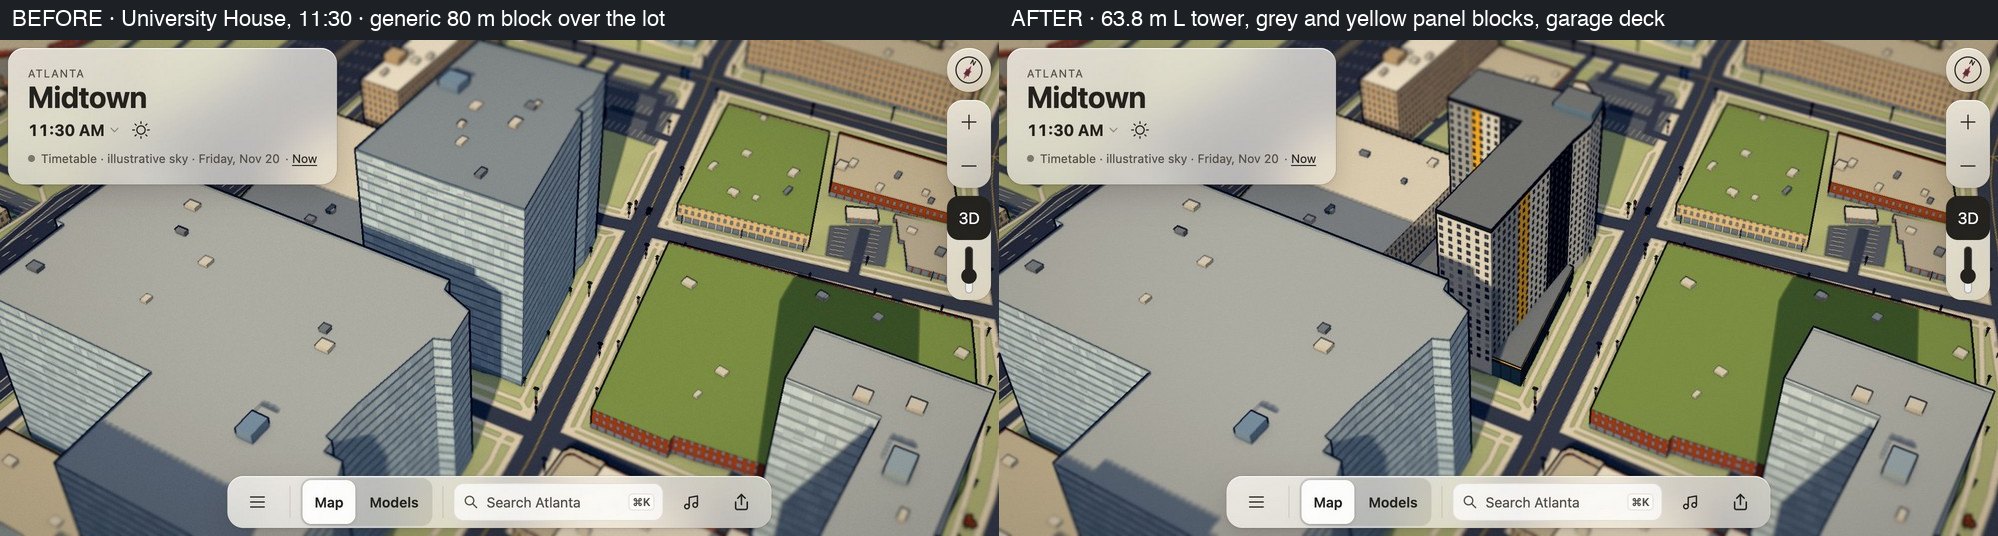 BEFORE · University House, 11:30 · generic 80 m block over the lot
ATLANTA
Midtown
11:30 AM
Timetable · illustrative sky · Friday, Nov 20 · Now
N
+
−
3D
Map
Models
Search Atlanta
⌘K
AFTER · 63.8 m L tower, grey and yellow panel blocks, garage deck
ATLANTA
Midtown
11:30 AM
Timetable · illustrative sky · Friday, Nov 20 · Now
N
+
−
3D
Map
Models
Search Atlanta
⌘K